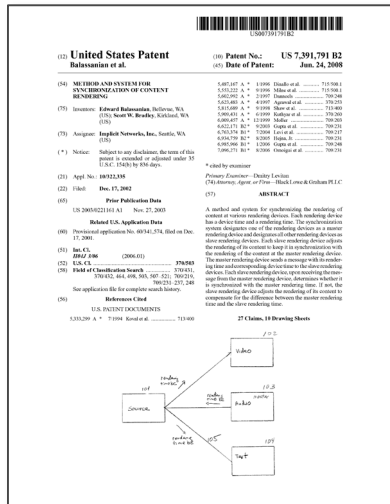 US007391791B2
(12) United States Patent
Balassanian et al.
(10) Patent No.: US 7,391,791 B2
(45) Date of Patent: Jun. 24, 2008
(54) METHOD AND SYSTEM FOR
SYNCHRONIZATION OF CONTENT
RENDERING
(75) Inventors: Edward Balassanian, Bellevue, WA
(US); Scott W. Bradley, Kirkland, WA
(US)
(73) Assignee: Implicit Networks, Inc., Seattle, WA
(US)
( * ) Notice: Subject to any disclaimer, the term of this
patent is extended or adjusted under 35
U.S.C. 154(b) by 836 days.
(21) Appl. No.: 10/322,335
(22) Filed: Dec. 17, 2002
(65) Prior Publication Data
US 2003/0221161 A1 Nov. 27, 2003
Related U.S. Application Data
(60) Provisional application No. 60/341,574, filed on Dec.
17, 2001.
(51) Int. Cl.
H04J 3/06 (2006.01)
(52) U.S. Cl. 370/503
(58) Field of Classification Search 370/431,
370/432, 464, 498, 503, 507-521; 709/219,
709/231-237, 248
See application file for complete search history.
(56) References Cited
U.S. PATENT DOCUMENTS
5,333,299 A * 7/1994 Koval et al. 713/400
* cited by examiner
Primary Examiner—Dmitry Levitan
(74) Attorney, Agent, or Firm—Black Lowe & Graham PLLC
(57) ABSTRACT
A method and system for synchronizing the rendering of
content at various rendering devices. Each rendering device
has a device time and a rendering time. The synchronization
system designates one of the rendering devices as a master
rendering device and designates all other rendering devices as
slave rendering devices. Each slave rendering device adjusts
the rendering of its content to keep it in synchronization with
the rendering of the content at the master rendering device.
The master rendering device sends a message with its render-
ing time and corresponding device time to the slave rendering
devices. Each slave rendering device, upon receiving the mes-
sage from the master rendering device, determines whether it
is synchronized with the master rendering time. If not, the
slave rendering device adjusts the rendering of its content to
compensate for the difference between the master rendering
time and the slave rendering time.
27 Claims, 10 Drawing Sheets
102
Video
101
Source
103
master
Audio
105
104
Text